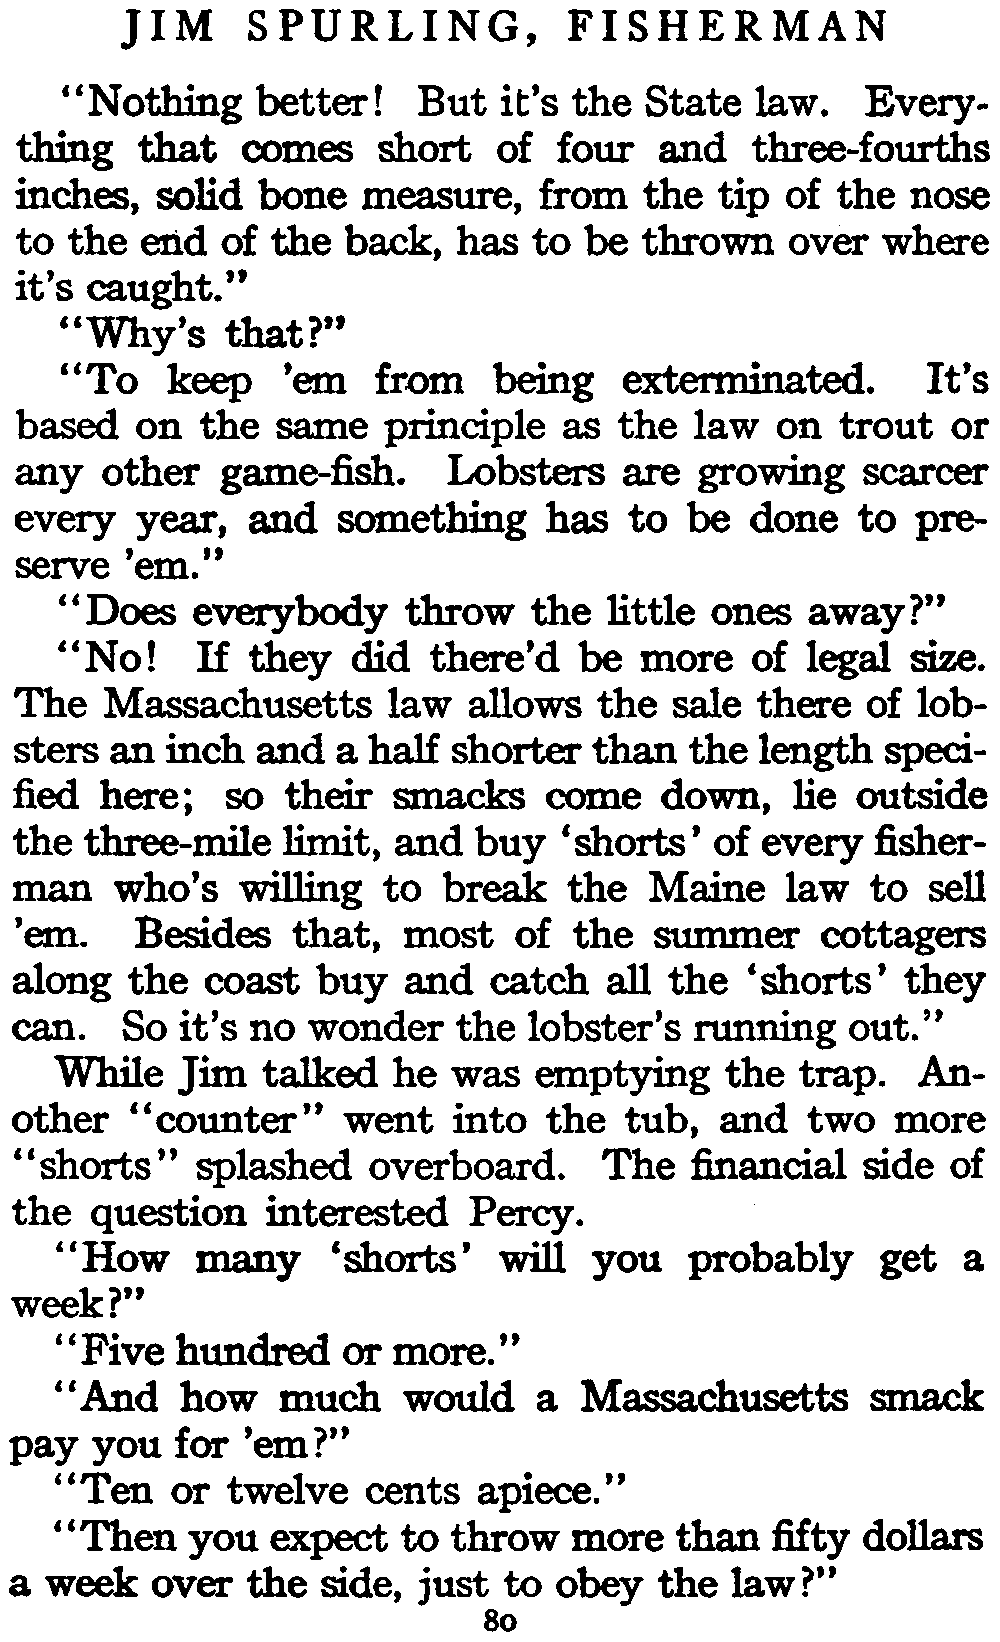 JIM SPURLING, FISHERMAN
“Nothing better! But it’s the State law. Every-
thing that comes short of four and three-fourths
inches, solid bone measure, from the tip of the nose
to the end of the back, has to be thrown over where
it’s caught.”
“Why’s that?”
“To keep ’em from being exterminated. It’s
based on the same principle as the law on trout or
any other game-fish. Lobsters are growing scarcer
every year, and something has to be done to pre-
serve ’em.”
“Does everybody throw the little ones away?”
“No! If they did there’d be more of legal size.
The Massachusetts law allows the sale there of lob-
sters an inch and a half shorter than the length speci-
fied here; so their smacks come down, lie outside
the three-mile limit, and buy ‘shorts’ of every fisher-
man who’s willing to break the Maine law to sell
’em. Besides that, most of the summer cottagers
along the coast buy and catch all the ‘shorts’ they
can. So it’s no wonder the lobster’s running out.”
While Jim talked he was emptying the trap. An-
other “counter” went into the tub, and two more
“shorts” splashed overboard. The financial side of
the question interested Percy.
“How many ‘shorts’ will you probably get a
week?”
“Five hundred or more.”
“And how much would a Massachusetts smack
pay you for ’em?”
“Ten or twelve cents apiece.”
“Then you expect to throw more than fifty dollars
a week over the side, just to obey the law?”
80